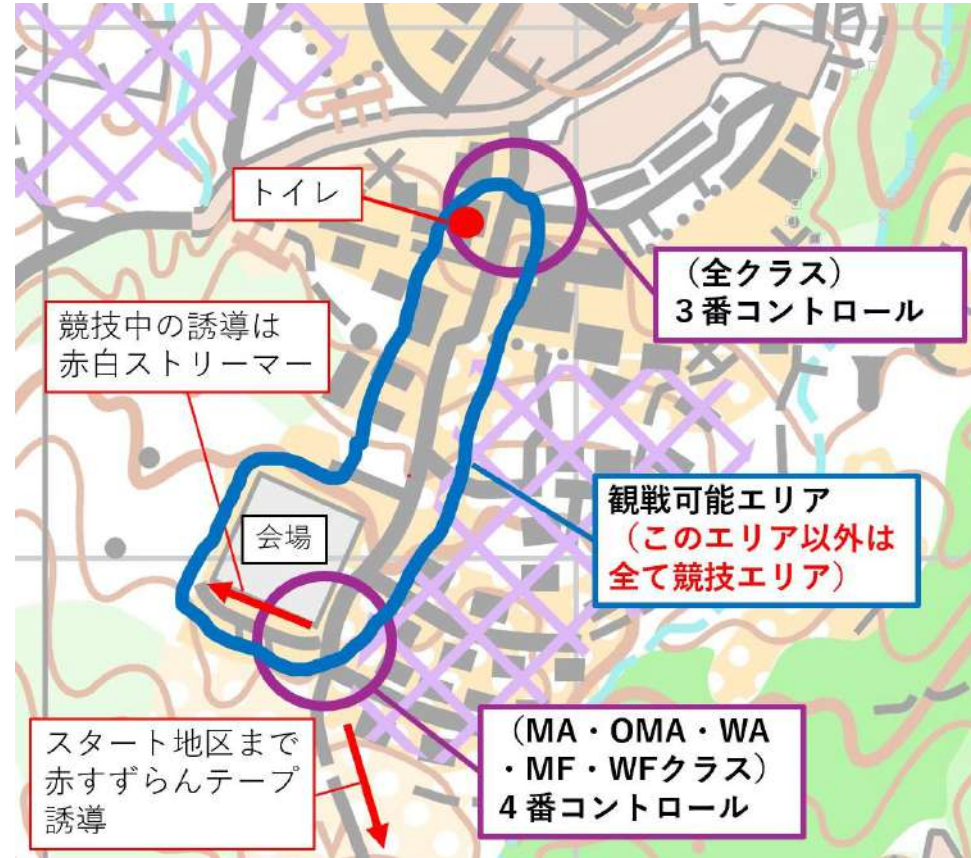 トイレ
（全クラス）
３番コントロール
競技中の誘導は
赤白ストリーマー
観戦可能エリア
（このエリア以外は
全て競技エリア）
会場
（MA・OMA・WA
・MF・WFクラス）
４番コントロール
スタート地区まで
赤すずらんテープ
誘導